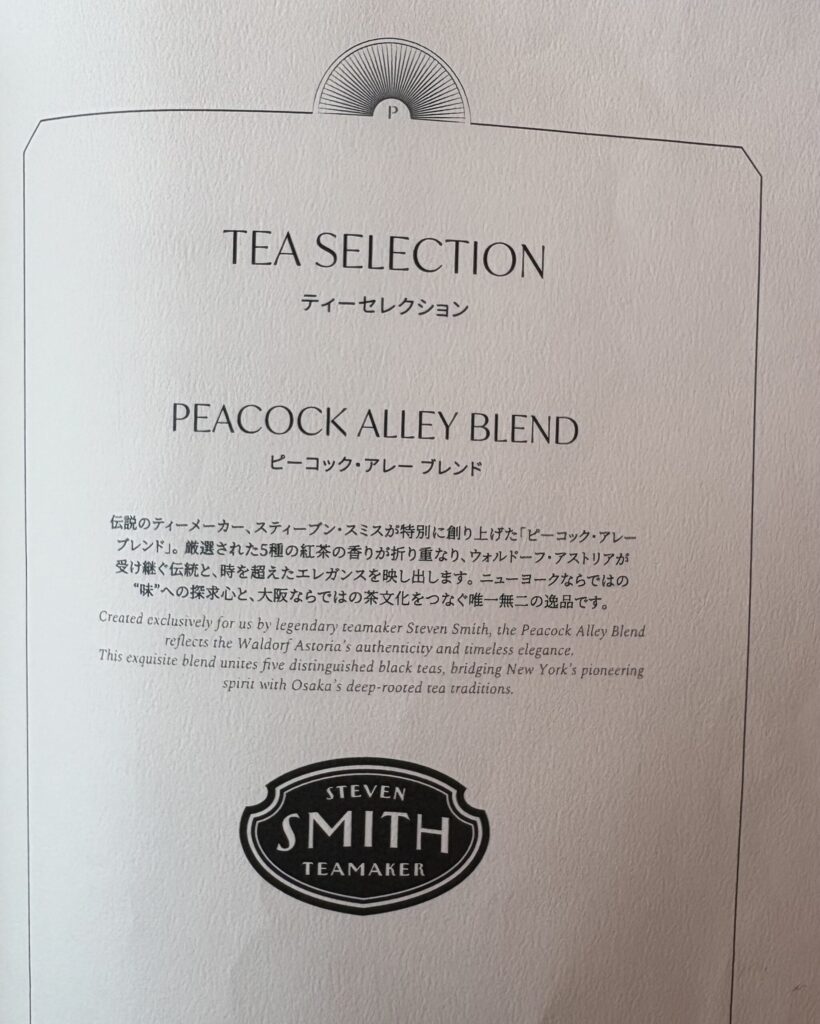 P
TEA SELECTION
ティーセレクション
PEACOCK ALLEY BLEND
ピーコック・アレー ブレンド
伝説のティーメーカー、スティーブン・スミスが特別に創り上げた「ピーコック・アレー
ブレンド」。厳選された5種の紅茶の香りが折り重なり、ウォルドーフ・アストリアが
受け継ぐ伝統と、時を超えたエレガンスを映し出します。ニューヨークならではの
“味”への探求心と、大阪ならではの茶文化をつなぐ唯一無二の逸品です。
Created exclusively for us by legendary teamaker Steven Smith, the Peacock Alley Blend
reflects the Waldorf Astoria's authenticity and timeless elegance.
This exquisite blend unites five distinguished black teas, bridging New York's pioneering
spirit with Osaka's deep-rooted tea traditions.
STEVEN
SMITH
TEAMAKER